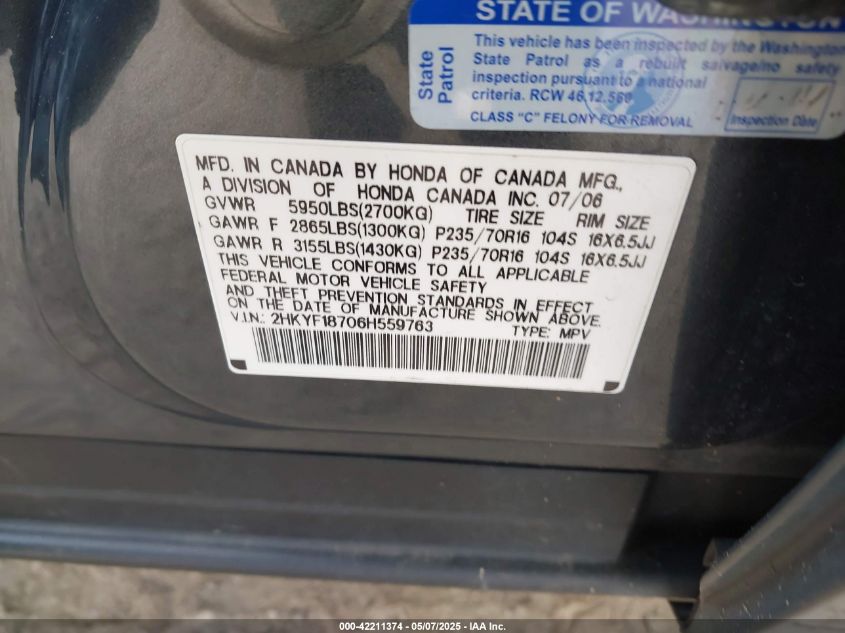 STATE OF WASHINGTON
State Patrol
This vehicle has been inspected by the Washington
State Patrol as a rebuilt salvage/no safety
inspection pursuant to a national
criteria. RCW 46.12.560
CLASS "C" FELONY FOR REMOVAL
Inspection Date
MFD. IN CANADA BY HONDA OF CANADA MFG.,
A DIVISION OF HONDA CANADA INC. 07/06
GVWR 5950LBS(2700KG) TIRE SIZE RIM SIZE
GAWR F 2865LBS(1300KG) P235/70R16 104S 16X6.5JJ
GAWR R 3155LBS(1430KG) P235/70R16 104S 16X6.5JJ
THIS VEHICLE CONFORMS TO ALL APPLICABLE
FEDERAL MOTOR VEHICLE SAFETY
AND THEFT PREVENTION STANDARDS IN EFFECT
ON THE DATE OF MANUFACTURE SHOWN ABOVE.
V.I.N.: 2HKYF18706H559763 TYPE: MPV
000-42211374 | 05/07/2025 - IAA Inc.